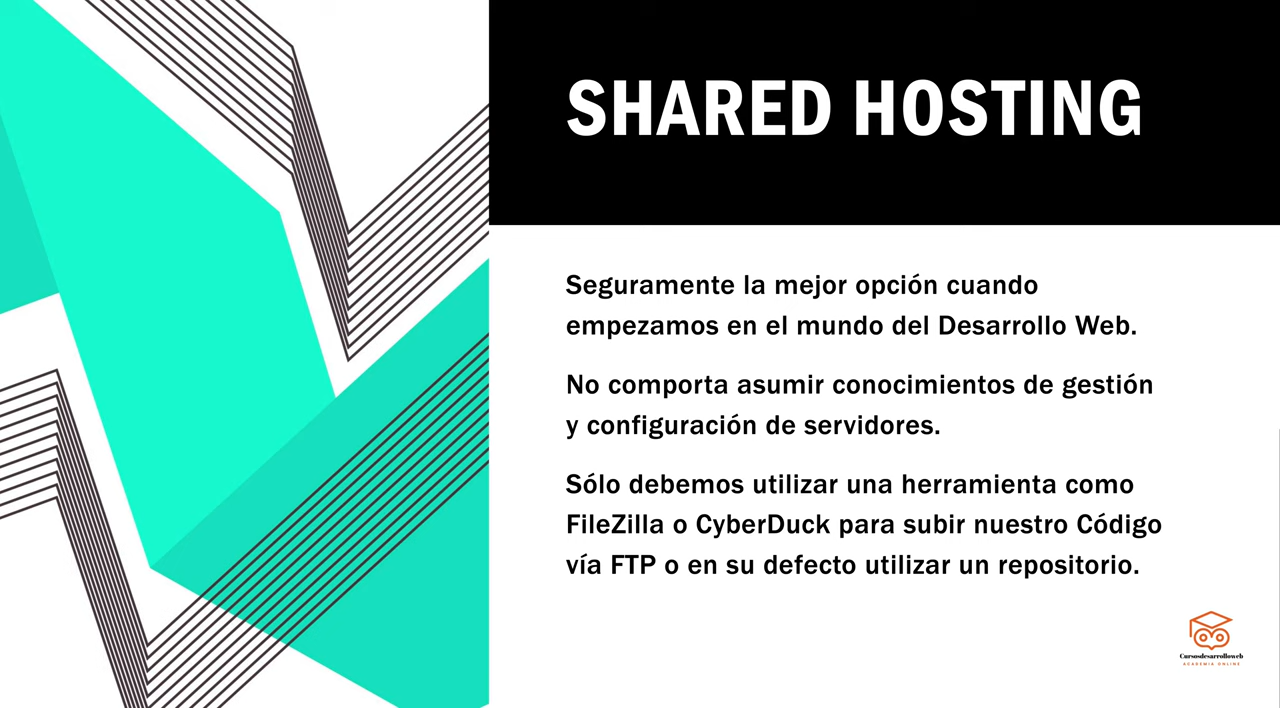 SHARED HOSTING
Seguramente la mejor opción cuando
empezamos en el mundo del Desarrollo Web.
No comporta asumir conocimientos de gestión
y configuración de servidores.
Sólo debemos utilizar una herramienta como
FileZilla o CyberDuck para subir nuestro Código
vía FTP o en su defecto utilizar un repositorio.
Cursosdesarrolloweb
ACADEMIA ONLINE